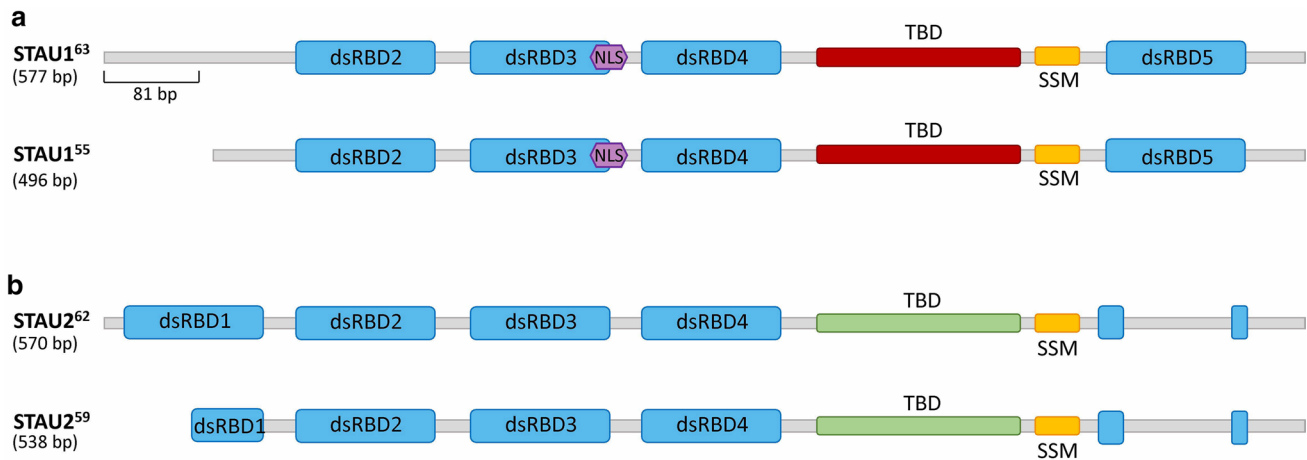 a
TBD
STAU1⁶³ dsRBD2 dsRBD3 NLS dsRBD4 dsRBD5
(577 bp)
SSM
81 bp
TBD
STAU1⁵⁵ dsRBD2 dsRBD3 NLS dsRBD4 dsRBD5
(496 bp)
SSM
b
TBD
STAU2⁶² dsRBD1 dsRBD2 dsRBD3 dsRBD4
(570 bp)
SSM
TBD
STAU2⁵⁹ dsRBD1 dsRBD2 dsRBD3 dsRBD4
(538 bp)
SSM